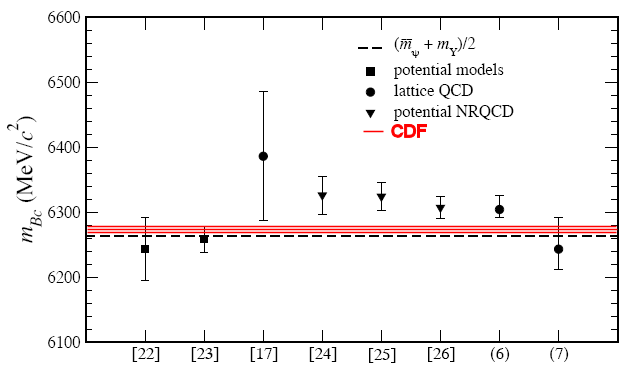 6600
6500
6400
6300
6200
6100
m_Bc (MeV/c²)
(m̅_ψ + m_Υ)/2
potential models
lattice QCD
potential NRQCD
CDF
[22] [23] [17] [24] [25] [26] (6) (7)